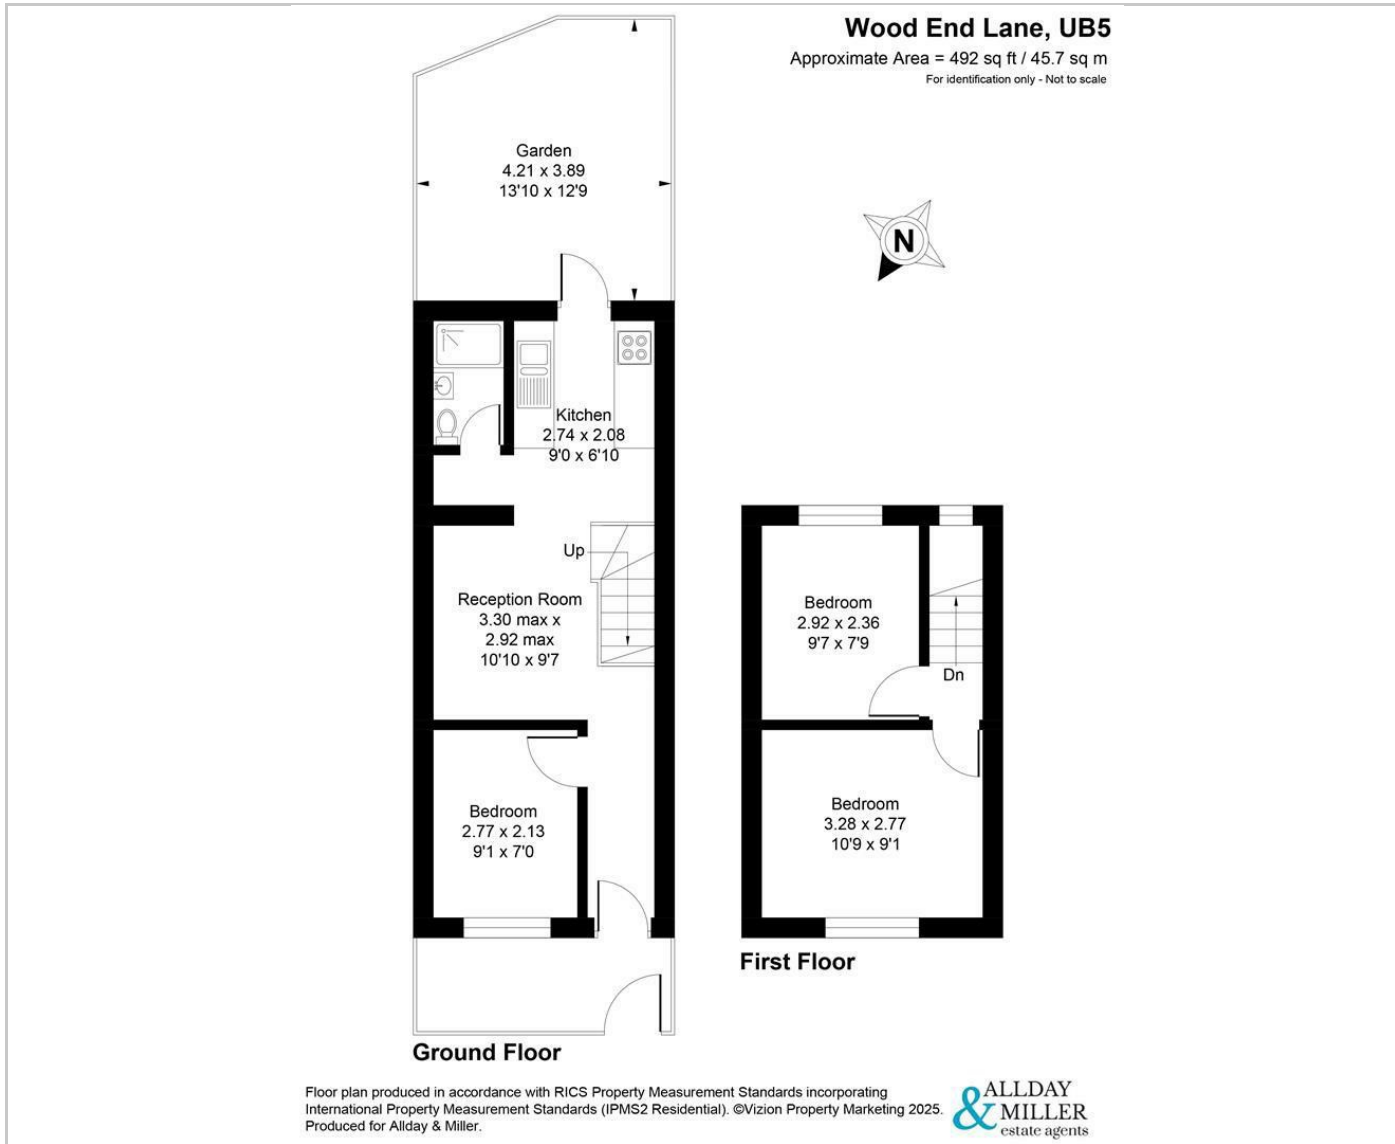 Wood End Lane, UB5
Approximate Area = 492 sq ft / 45.7 sq m
For identification only - Not to scale
Garden
4.21 x 3.89
13'10 x 12'9
N
Kitchen
2.74 x 2.08
9'0 x 6'10
Up
Reception Room
3.30 max x
2.92 max
10'10 x 9'7
Bedroom
2.77 x 2.13
9'1 x 7'0
Ground Floor
Bedroom
2.92 x 2.36
9'7 x 7'9
Dn
Bedroom
3.28 x 2.77
10'9 x 9'1
First Floor
Floor plan produced in accordance with RICS Property Measurement Standards incorporating
International Property Measurement Standards (IPMS2 Residential). ©Vizion Property Marketing 2025.
Produced for Allday & Miller.
ALLDAY
& MILLER
estate agents